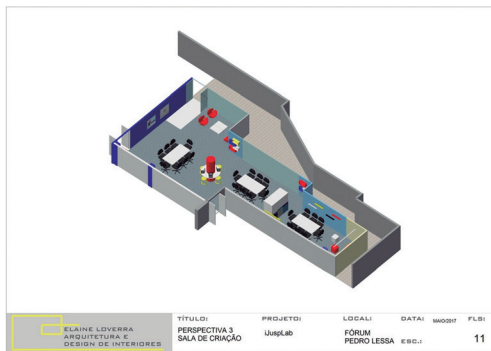 ELAINE LOVERRA
ARQUITETURA E
DESIGN DE INTERIORES
TÍTULO:
PERSPECTIVA 3
SALA DE CRIAÇÃO
PROJETO:
iJuspLab
LOCAL:
FÓRUM
PEDRO LESSA
DATA: MAIO/2017
ESC.:
FLS:
11